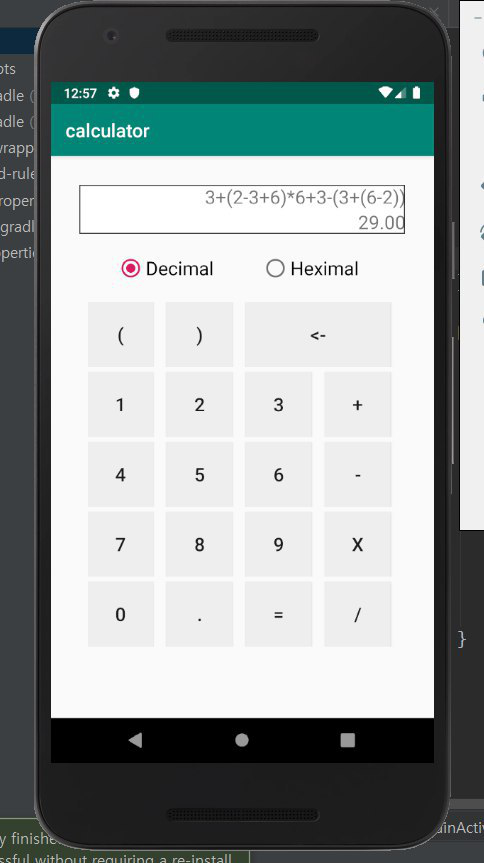 pts
adle (
adle (
wrapp
d-rule
roper
gradl
operti
12:57
calculator
3+(2-3+6)*6+3-(3+(6-2))
29.00
Decimal
Heximal
( ) <-
1 2 3 +
4 5 6 -
7 8 9 X
0 . = /
}
ainActiv
y finishe
ssful without requiring a re-install